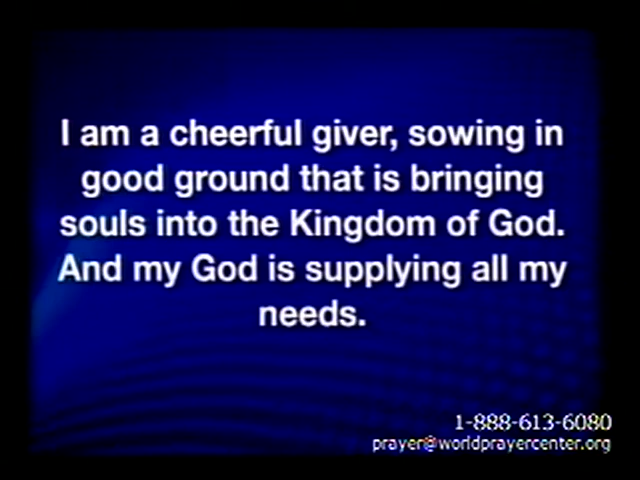 I am a cheerful giver, sowing in
good ground that is bringing
souls into the Kingdom of God.
And my God is supplying all my
needs.
1-888-613-6080
prayer@worldprayercenter.org